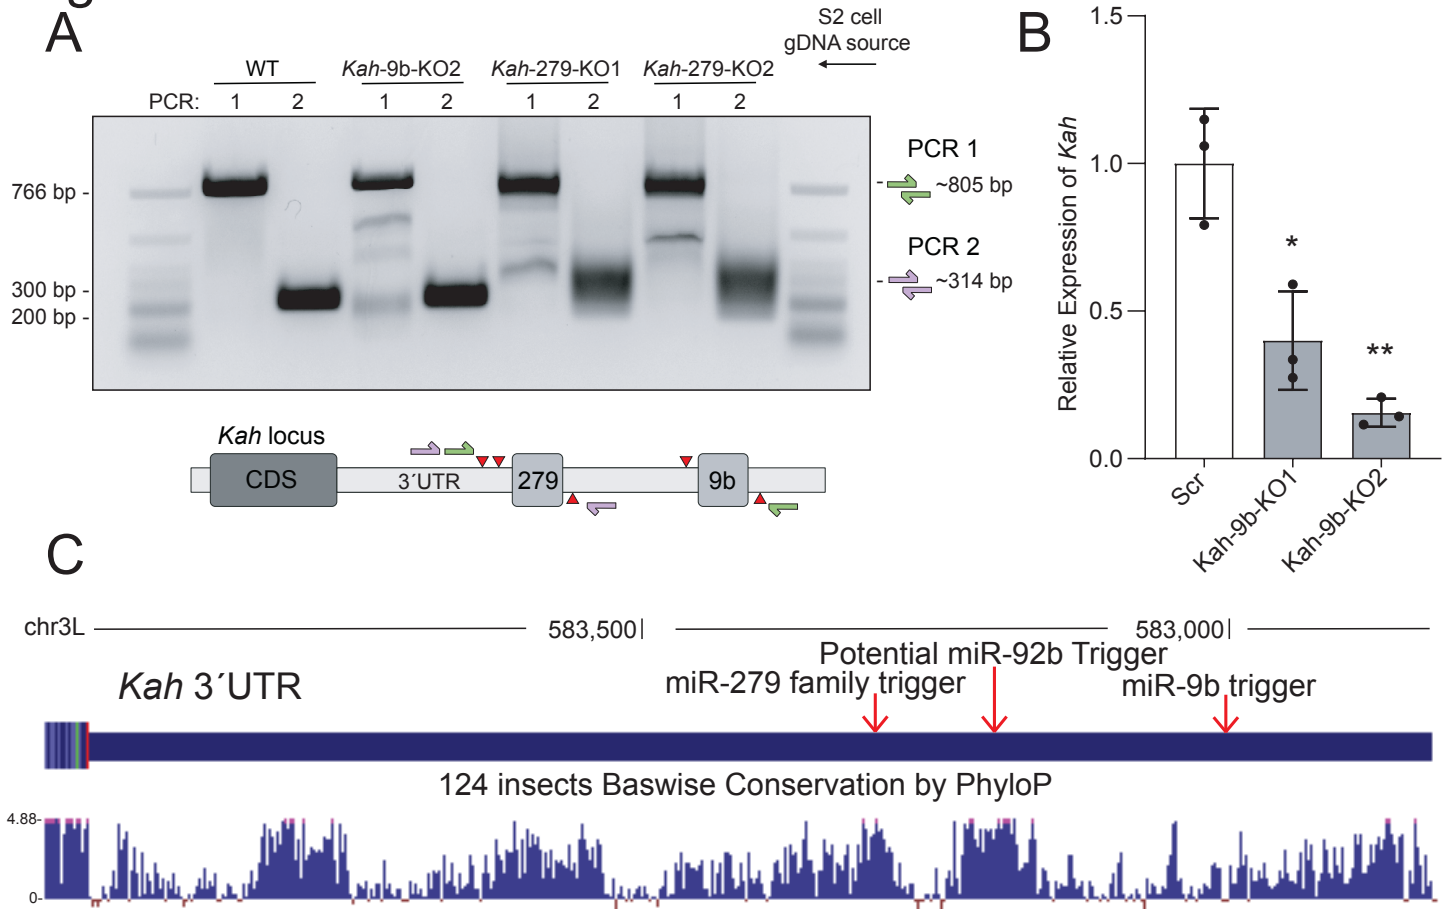 A
S2 cell
gDNA source
WT Kah-9b-KO2 Kah-279-KO1 Kah-279-KO2
PCR: 1 2 1 2 1 2 1 2
766 bp -
300 bp -
200 bp -
PCR 1
- ~805 bp
PCR 2
- ~314 bp
Kah locus
CDS 3´UTR 279 9b
B
Relative Expression of Kah
1.5
1.0
0.5
0.0
*
**
Scr
Kah-9b-KO1
Kah-9b-KO2
C
chr3L 583,500| 583,000|
Potential miR-92b Trigger
Kah 3´UTR miR-279 family trigger miR-9b trigger
124 insects Baswise Conservation by PhyloP
4.88-
0-